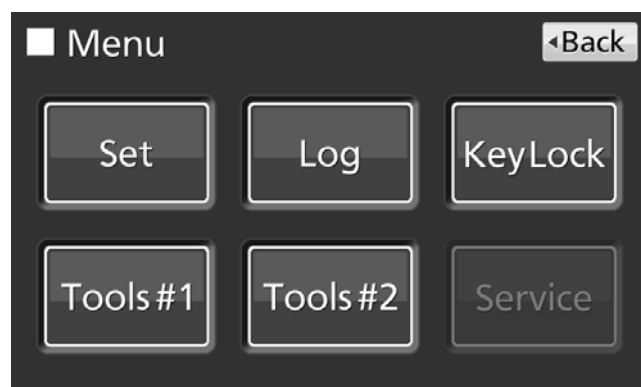 Menu
Back
Set
Log
KeyLock
Tools#1
Tools#2
Service